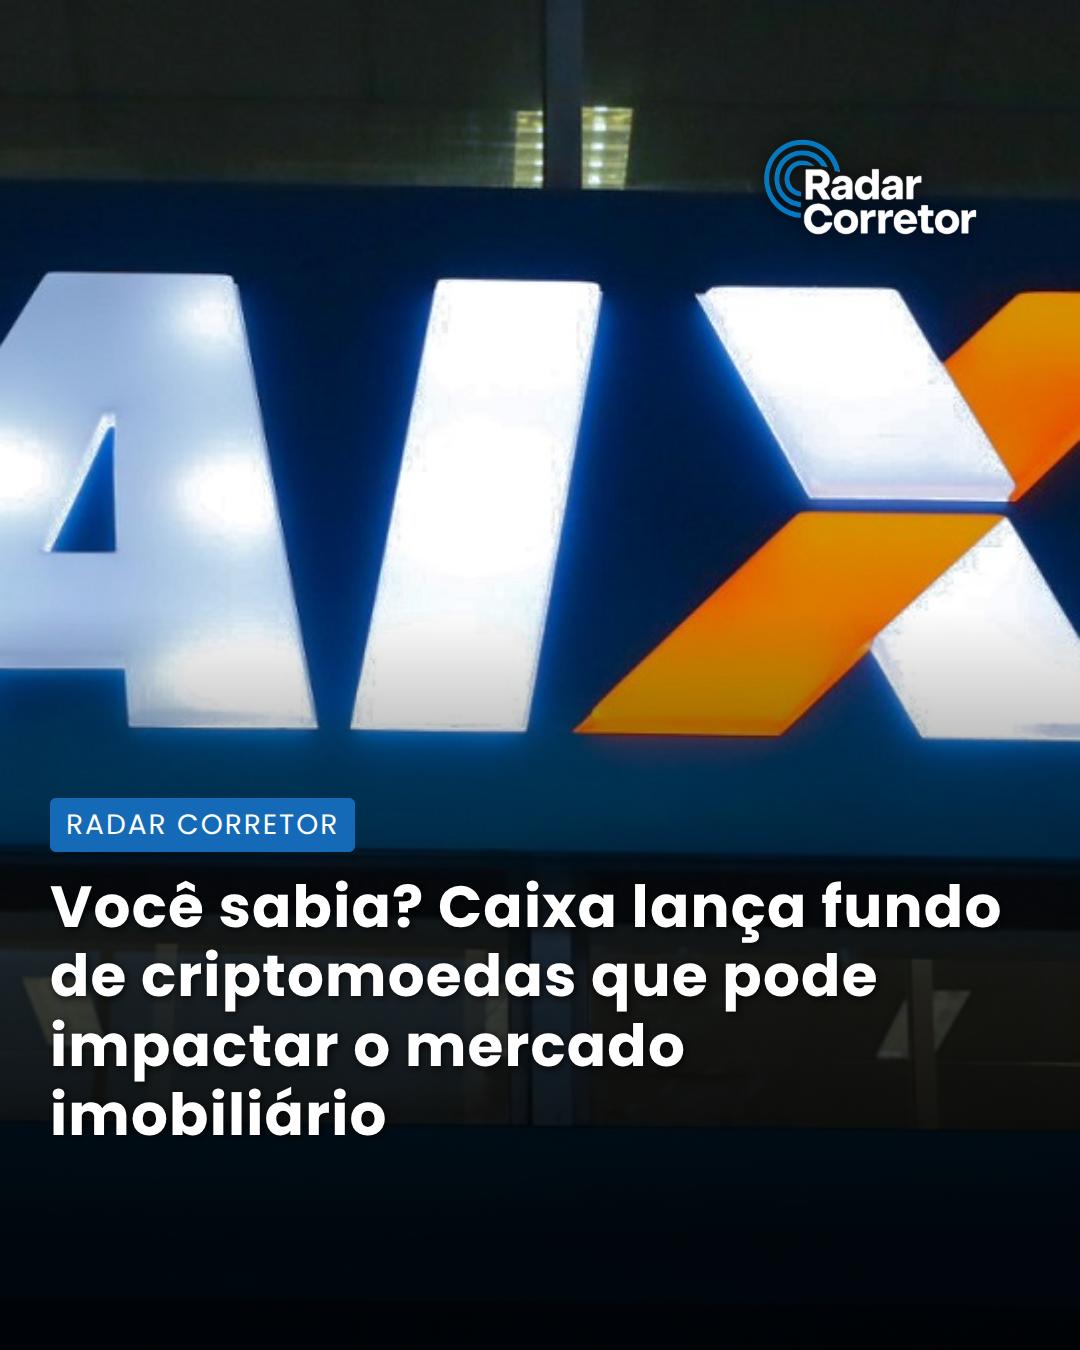 Radar
Corretor
AIX
RADAR CORRETOR
Você sabia? Caixa lança fundo
de criptomoedas que pode
impactar o mercado
imobiliário